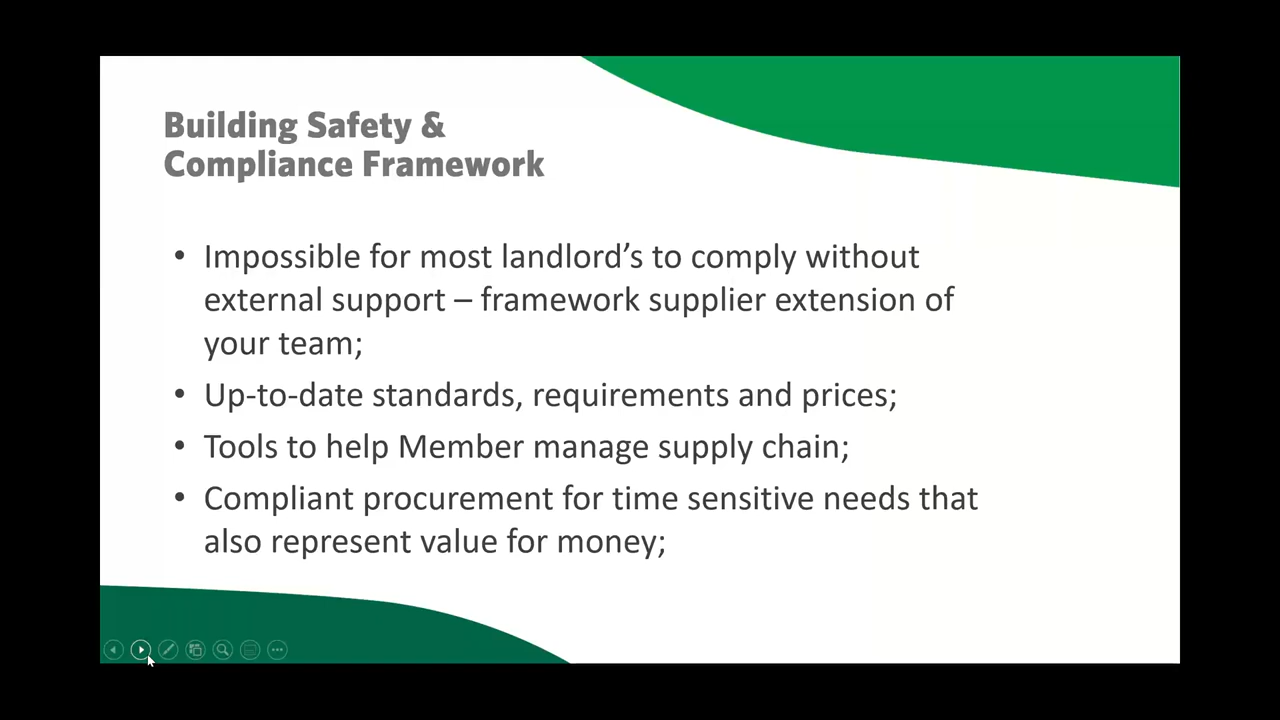 Building Safety &
Compliance Framework
• Impossible for most landlord’s to comply without
external support – framework supplier extension of
your team;
• Up-to-date standards, requirements and prices;
• Tools to help Member manage supply chain;
• Compliant procurement for time sensitive needs that
also represent value for money;